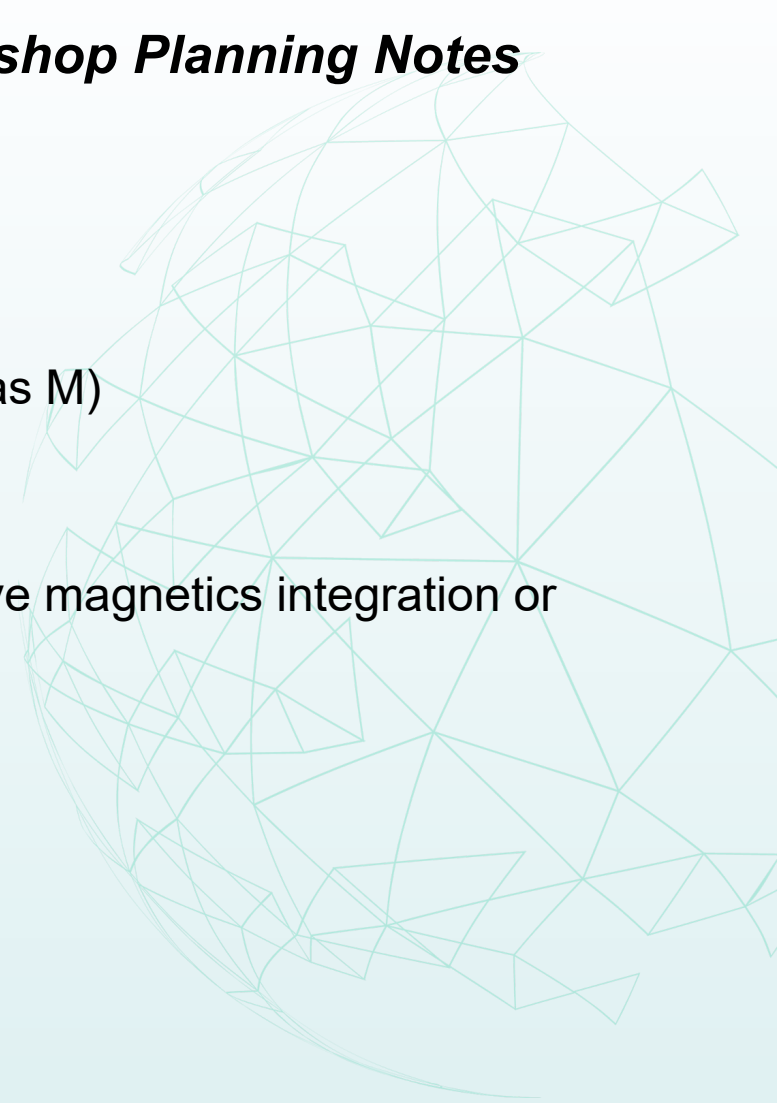 shop Planning Notes
as M)
ve magnetics integration or